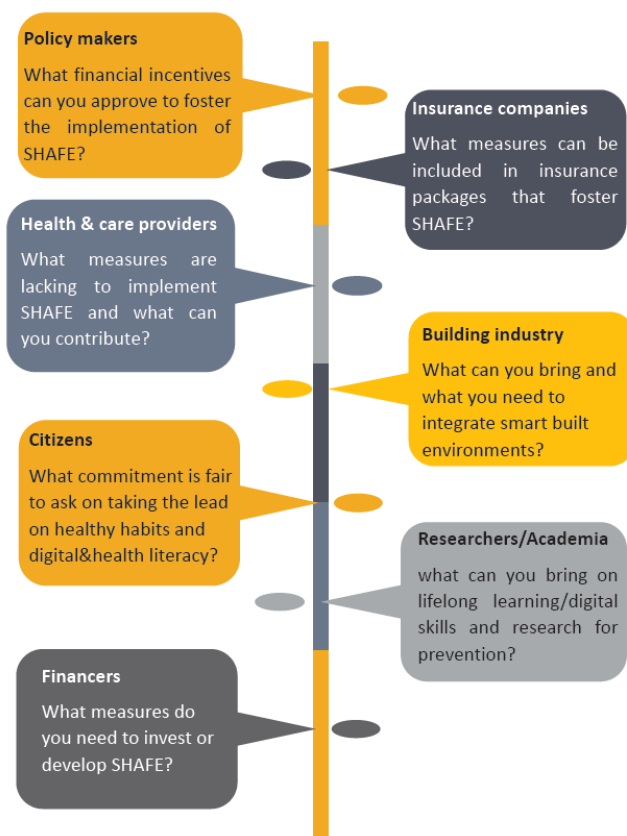 Policy makers
What financial incentives
can you approve to foster
the implementation of
SHAFE?
Insurance companies
What measures can be
included in insurance
packages that foster
SHAFE?
Health & care providers
What measures are
lacking to implement
SHAFE and what can
you contribute?
Building industry
What can you bring and
what you need to
integrate smart built
environments?
Citizens
What commitment is fair
to ask on taking the lead
on healthy habits and
digital&health literacy?
Researchers/Academia
what can you bring on
lifelong learning/digital
skills and research for
prevention?
Financers
What measures do
you need to invest or
develop SHAFE?